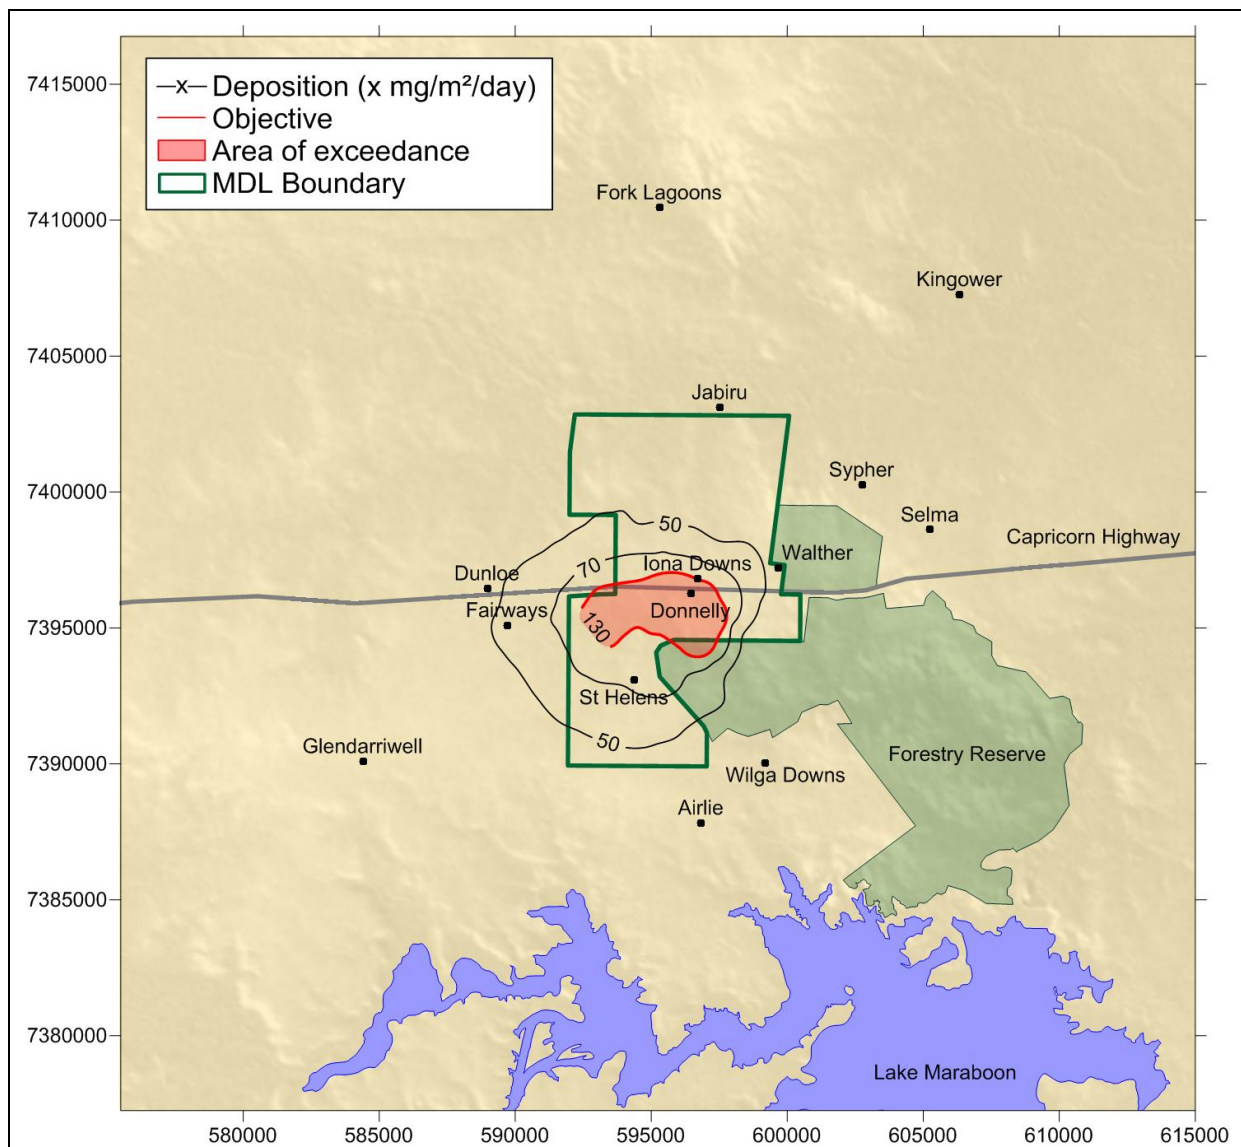 7415000
—x— Deposition (x mg/m²/day)
Objective
Area of exceedance
MDL Boundary
7410000
Fork Lagoons
Kingower
7405000
Jabiru
7400000
Sypher
Selma
50
Capricorn Highway
Walther
Iona Downs
70
Dunloe
Fairways
Donnelly
7395000
130
St Helens
50
Glendarriwell
7390000
Forestry Reserve
Wilga Downs
Airlie
7385000
7380000
Lake Maraboon
580000 585000 590000 595000 600000 605000 610000 615000